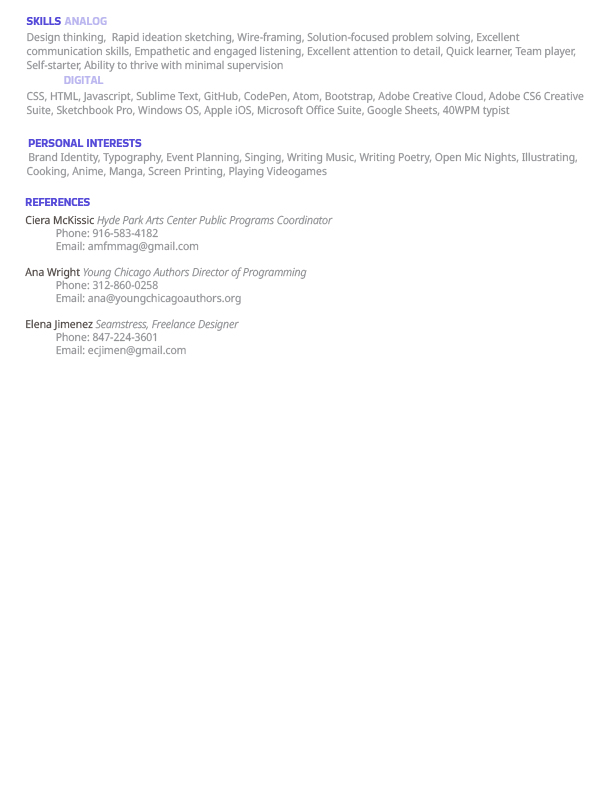 SKILLS ANALOG
Design thinking,  Rapid ideation sketching, Wire-framing, Solution-focused problem solving, Excellent
communication skills, Empathetic and engaged listening, Excellent attention to detail, Quick learner, Team player,
Self-starter, Ability to thrive with minimal supervision
DIGITAL
CSS, HTML, Javascript, Sublime Text, GitHub, CodePen, Atom, Bootstrap, Adobe Creative Cloud, Adobe CS6 Creative
Suite, Sketchbook Pro, Windows OS, Apple iOS, Microsoft Office Suite, Google Sheets, 40WPM typist
PERSONAL INTERESTS
Brand Identity, Typography, Event Planning, Singing, Writing Music, Writing Poetry, Open Mic Nights, Illustrating,
Cooking, Anime, Manga, Screen Printing, Playing Videogames
REFERENCES
Ciera McKissic Hyde Park Arts Center Public Programs Coordinator
Phone: 916-583-4182
Email: amfmmag@gmail.com
Ana Wright Young Chicago Authors Director of Programming
Phone: 312-860-0258
Email: ana@youngchicagoauthors.org
Elena Jimenez Seamstress, Freelance Designer
Phone: 847-224-3601
Email: ecjimen@gmail.com